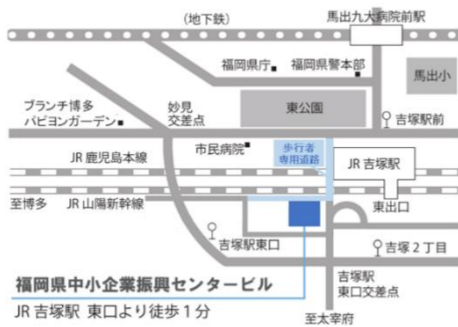 (地下鉄)
馬出九大病院前駅
福岡県庁
福岡県警本部
馬出小
ブランチ博多
パピヨンガーデン
妙見
交差点
東公園
吉塚駅前
市民病院
歩行者
専用道路
JR 吉塚駅
JR 鹿児島本線
至博多
JR 山陽新幹線
東出口
吉塚駅東口
吉塚2丁目
福岡県中小企業振興センタービル
JR 吉塚駅 東口より徒歩1分
吉塚駅
東口交差点
至太宰府